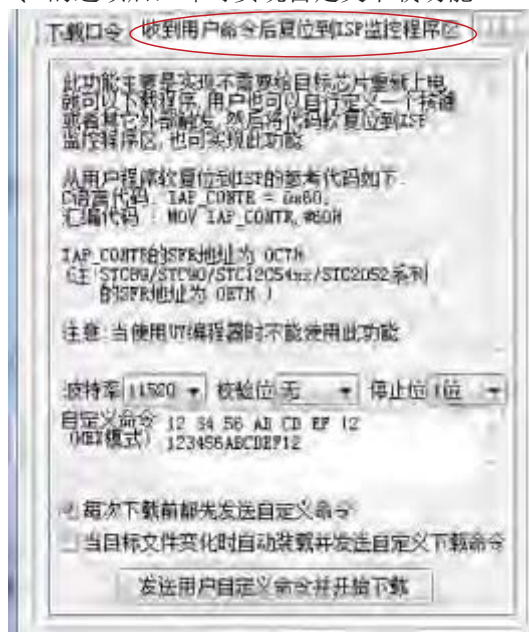 的选项后
下载口令 收到用户命令后复位到ISP监控程序区
此功能主要是实现不需要给目标芯片重新上电
就可以下载程序,用户也可以自行定义一个按键
或者其它外部触发,然后将代码软复位到ISP
监控程序区,也可实现此功能
从用户程序软复位到ISP的参考代码如下:
C语言代码: IAP_CONTR = 0x60;
汇编代码 : MOV IAP_CONTR, #60H
IAP_CONTR的SFR地址为 0C7H
(注: STC89/STC90/STC12C54xx/STC2052系列
的SFR地址为 0E7H )
注意:当使用U7编程器时不能使用此功能
波特率 11520 校验位 无 停止位 1位
自定义命令 12 34 56 AB CD EF 12
(HEX模式) 123456ABCDEF12
每次下载前都先发送自定义命令
当目标文件变化时自动装载并发送自定义下载命令
发送用户自定义命令并开始下载